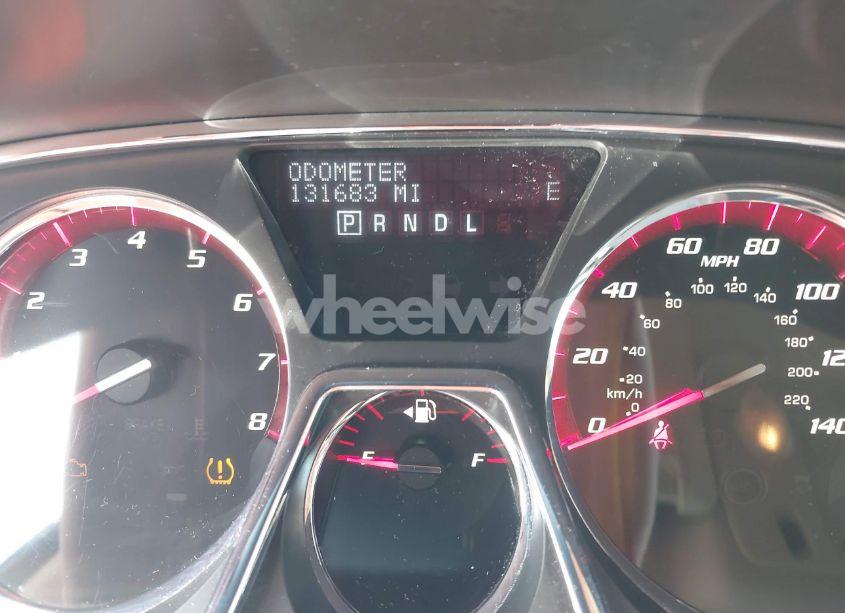 ODOMETER
131683 MI E
P R N D L
2 3 4 5 6 7 8
0 20 40 60 80 100 12 140
MPH
0 20 40 60 80 100 120 140 160 180 200 220
km/h
F
wheelwise